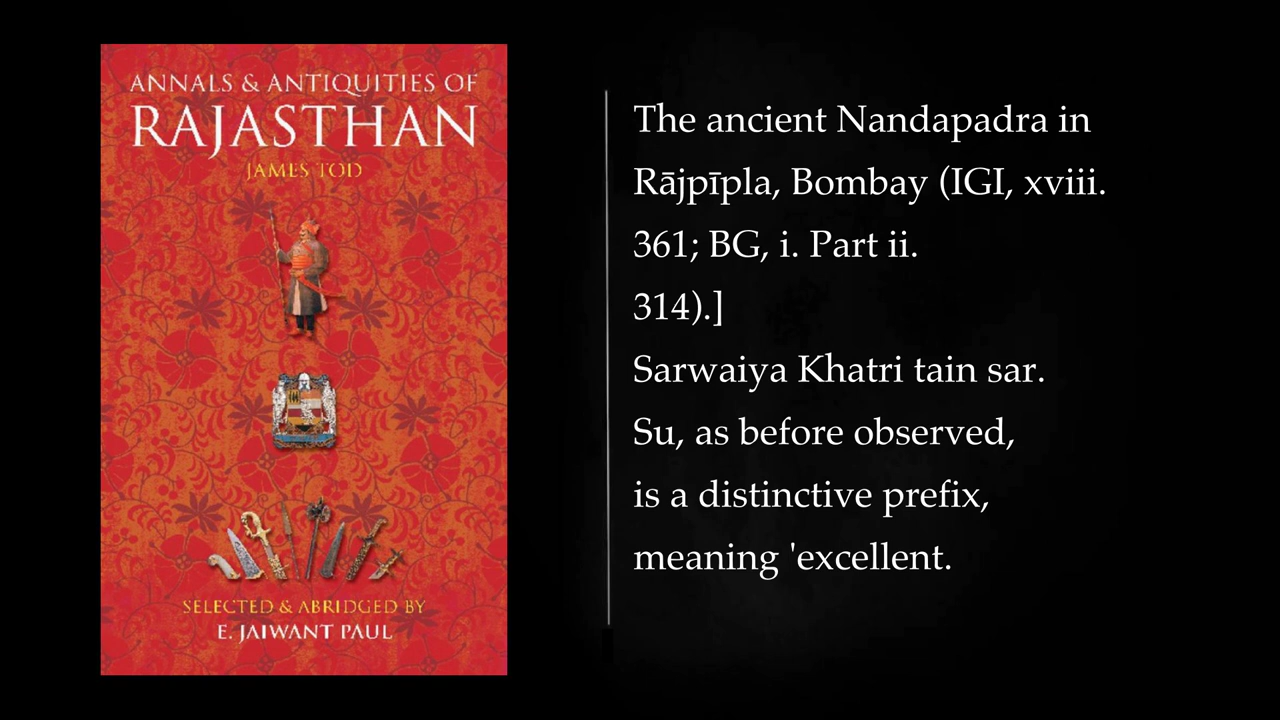 ANNALS & ANTIQUITIES OF
RAJASTHAN
JAMES TOD
SELECTED & ABRIDGED BY
E. JAIWANT PAUL
The ancient Nandapadra in
Rājpīpla, Bombay (IGI, xviii.
361; BG, i. Part ii.
314).]
Sarwaiya Khatri tain sar.
Su, as before observed,
is a distinctive prefix,
meaning 'excellent.